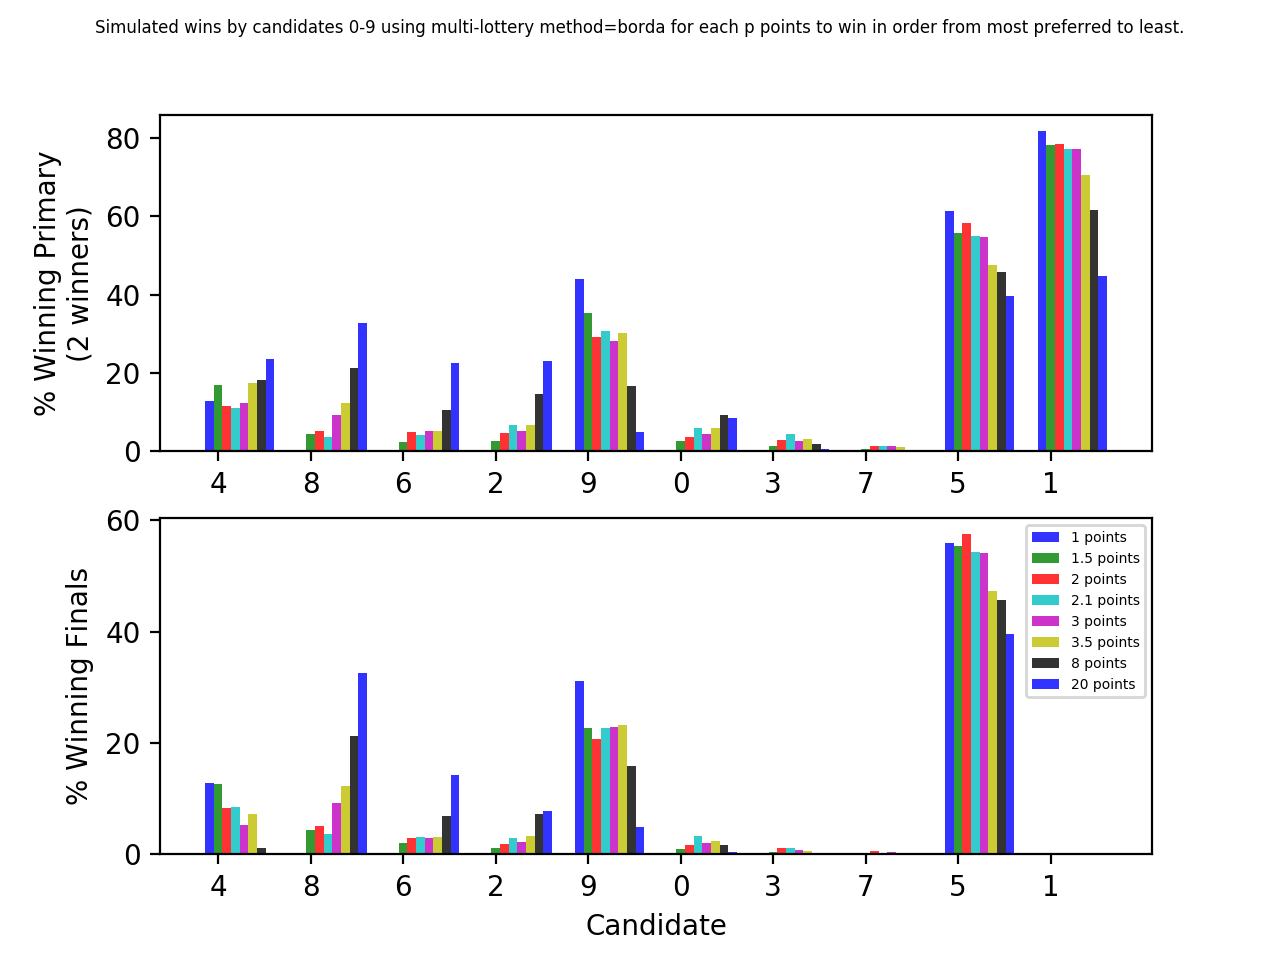 Simulated wins by candidates 0-9 using multi-lottery method=borda for each p points to win in order from most preferred to least.
% Winning Primary
(2 winners)
80
60
40
20
0
4 8 6 2 9 0 3 7 5 1
% Winning Finals
60
40
20
0
1 points
1.5 points
2 points
2.1 points
3 points
3.5 points
8 points
20 points
4 8 6 2 9 0 3 7 5 1
Candidate